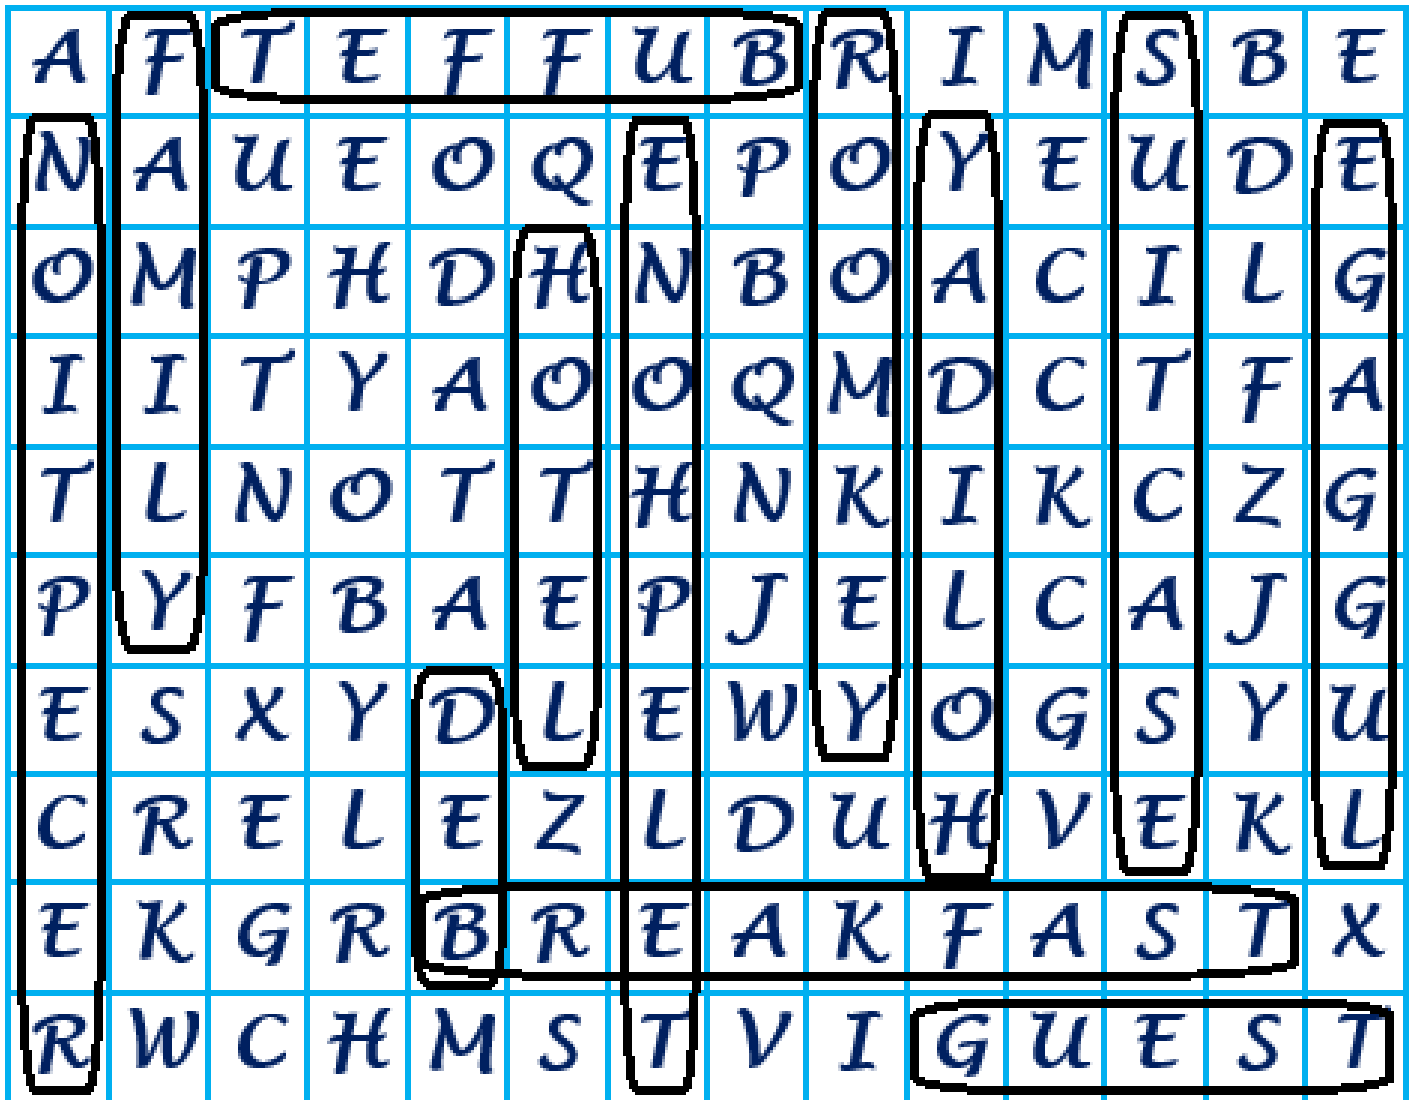 A F T E F F U B R I M S B E
N A U E O Q E P O Y E U D E
O M P H D H N B O A C I L G
I I T Y A O O Q M D C T F A
T L N O T T H N K I K C Z G
P Y F B A E P J E L C A J G
E S X Y D L E W Y O G S Y U
C R E L E Z L D U H V E K L
E K G R B R E A K F A S T X
R W C H M S T V I G U E S T